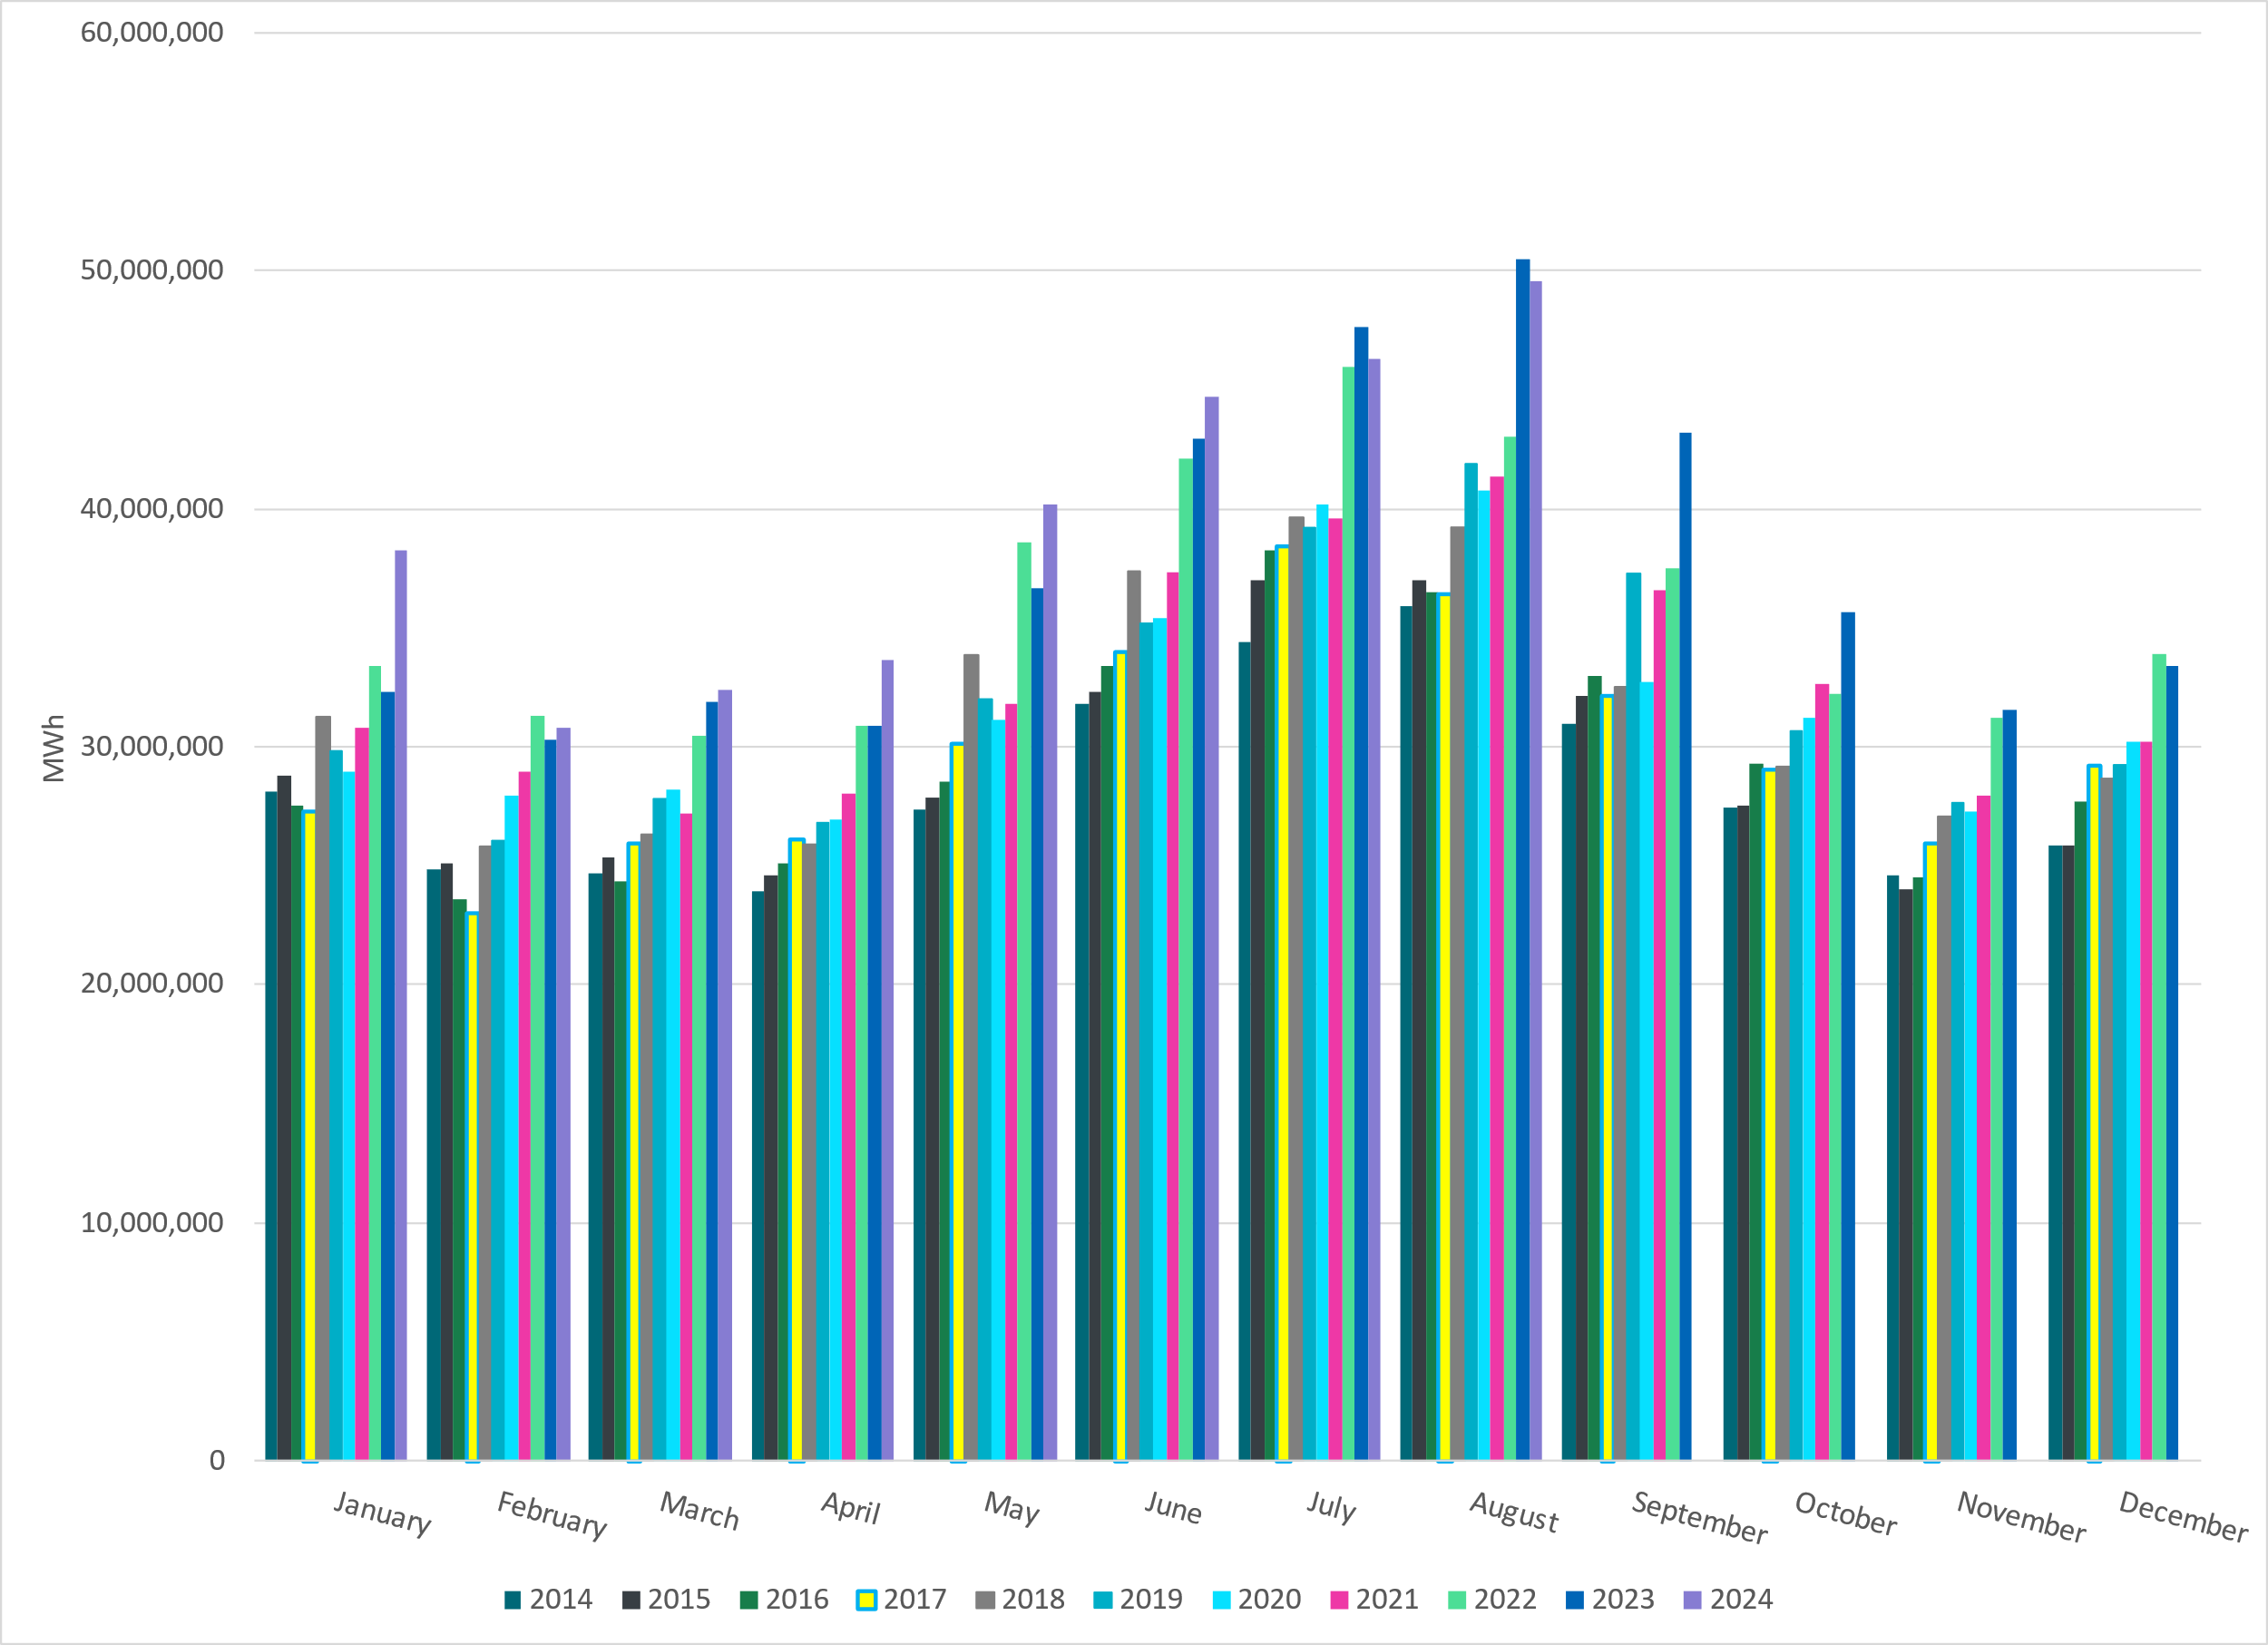 60,000,000
50,000,000
40,000,000
30,000,000
20,000,000
10,000,000
0
MWh
January February March April May June July August September October November December
2014 2015 2016 2017 2018 2019 2020 2021 2022 2023 2024